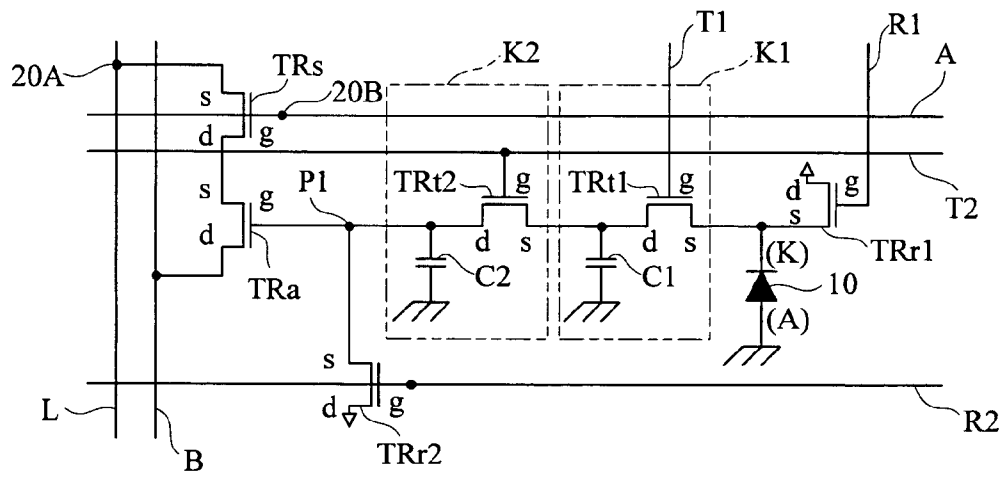 T1 R1
K2 K1
20A TRs 20B A
s
d g
P1 TRt2 g TRt1 g d g T2
s g
d d s d s s TRr1
TRa C2 C1 (K) 10
(A)
s
d g
L B TRr2 R2